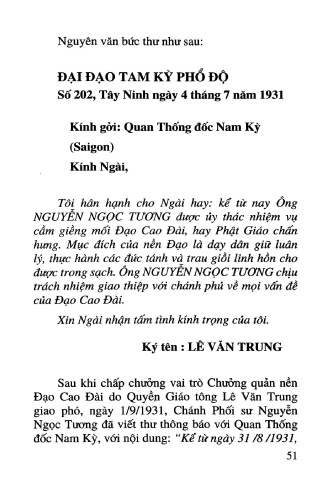 Nguyên văn bức thư như sau:
ĐẠI ĐẠO TAM KỲ PHỔ ĐỘ
Số 202, Tây Ninh ngày 4 tháng 7 năm 1931
Kính gởi: Quan Thống đốc Nam Kỳ
(Saigon)
Kính Ngài,
Tôi hân hạnh cho Ngài hay: kể từ nay Ông
NGUYỄN NGỌC TƯƠNG được ủy thác nhiệm vụ
cầm giềng mối Đạo Cao Đài, hay Phật Giáo chấn
hưng. Mục đích của nền Đạo là dạy dân giữ luân
lý, thực hành các đức tánh và trau giồi linh hồn cho
được trong sạch. Ông NGUYỄN NGỌC TƯƠNG chịu
trách nhiệm giao thiệp với chánh phủ về mọi vấn đề
của Đạo Cao Đài.
Xin Ngài nhận tấm tình kính trọng của tôi.
Ký tên : LÊ VĂN TRUNG
Sau khi chấp chưởng vai trò Chưởng quản nền
Đạo Cao Đài do Quyền Giáo tông Lê Văn Trung
giao phó, ngày 1/9/1931, Chánh Phối sư Nguyễn
Ngọc Tương đã viết thư thông báo với Quan Thống
đốc Nam Kỳ, với nội dung: “Kể từ ngày 31 /8 /1931,
51